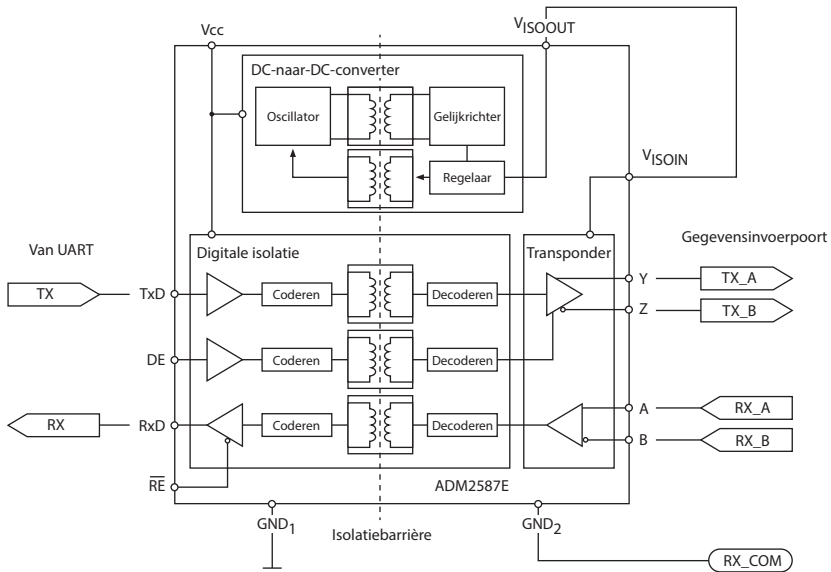 Vcc
VISOOUT
DC-naar-DC-converter
Oscillator
Gelijkrichter
Regelaar
VISOIN
Van UART
Digitale isolatie
Transponder
Gegevensinvoerpoort
TX
TxD
Coderen
Decoderen
Y
TX_A
Z
TX_B
DE
Coderen
Decoderen
RX
RxD
Coderen
Decoderen
A
RX_A
B
RX_B
RE
ADM2587E
GND1
Isolatiebarrière
GND2
RX_COM